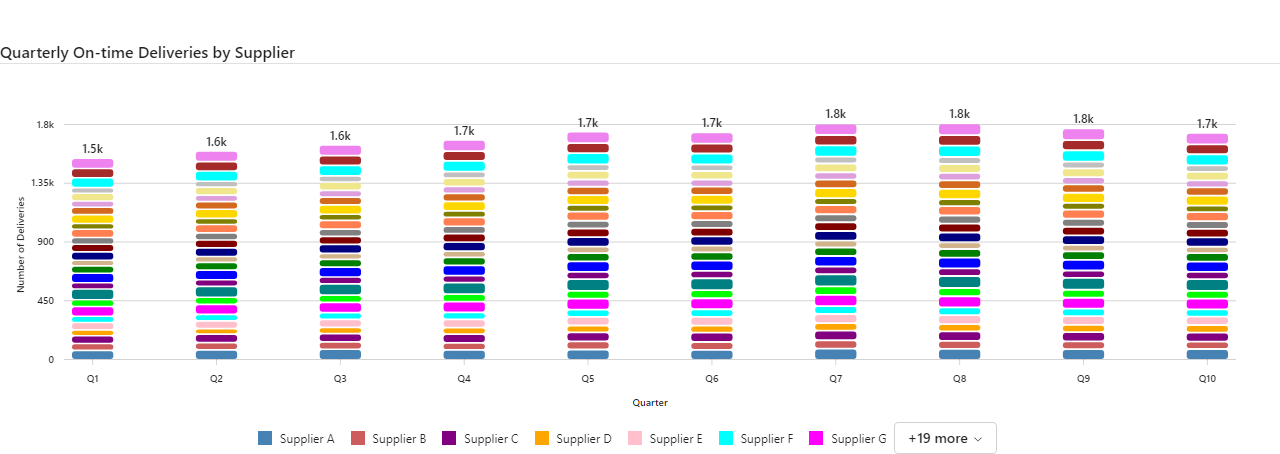 Quarterly On-time Deliveries by Supplier
1.5k 1.6k 1.6k 1.7k 1.7k 1.7k 1.8k 1.8k 1.8k 1.7k
1.8k
1.35k
900
450
0
Number of Deliveries
Q1 Q2 Q3 Q4 Q5 Q6 Q7 Q8 Q9 Q10
Quarter
Supplier A Supplier B Supplier C Supplier D Supplier E Supplier F Supplier G +19 more